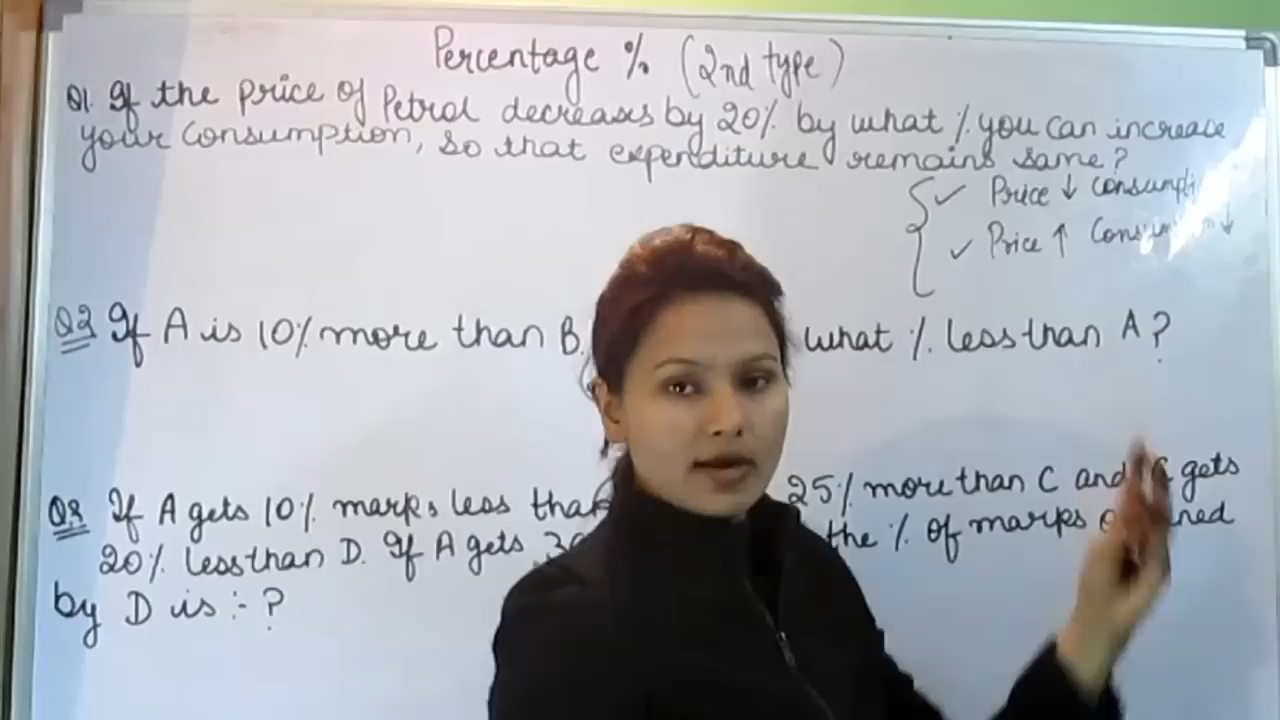 Percentage % (2nd type)
Q1. If the price of Petrol decreases by 20% by what % you can increase
your consumption, so that expenditure remains same?
✓ Price ↓ consumpti
✓ Price ↑ Consum n ↓
Q2 If A is 10% more than B, what % less than A?
Q3 If A gets 10% marks less than 25% more than C and C gets
20% less than D. If A gets the % of marks
by D is :- ?